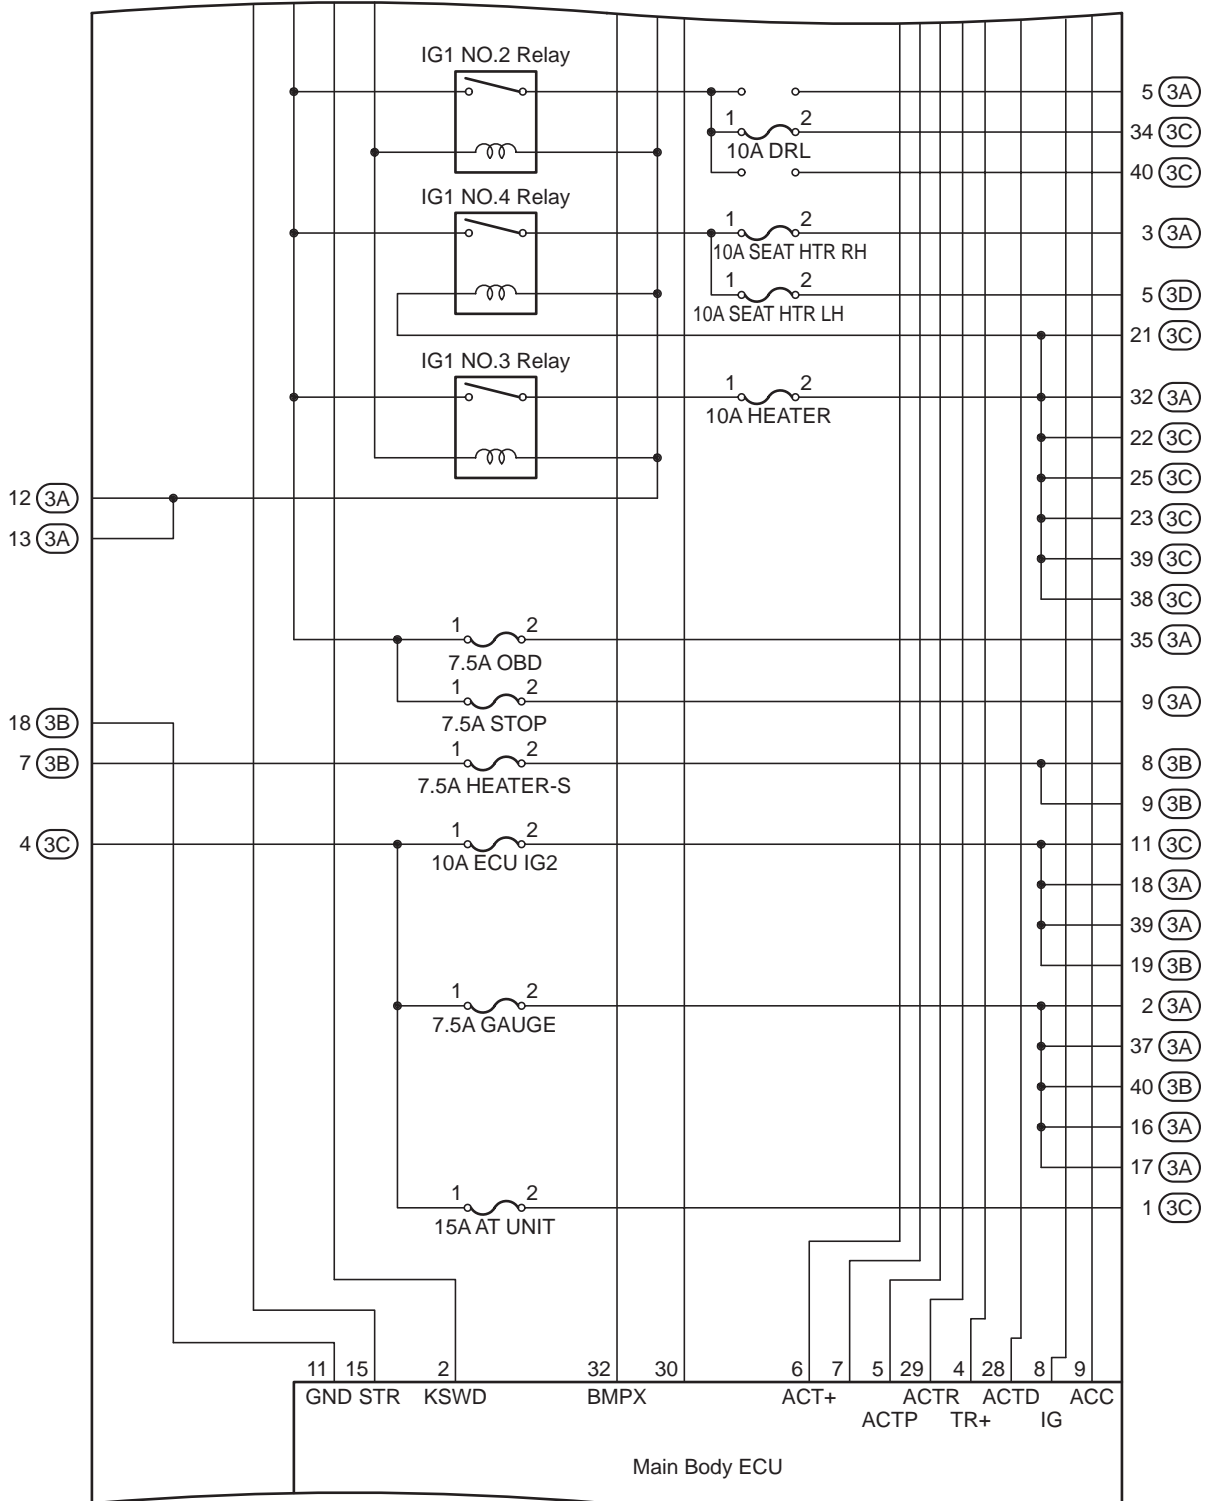 IG1 NO.2 Relay
5 3A
1 2
34 3C
10A DRL
40 3C
IG1 NO.4 Relay
1 2
3 3A
10A SEAT HTR RH
1 2
5 3D
10A SEAT HTR LH
21 3C
IG1 NO.3 Relay
1 2
32 3A
10A HEATER
22 3C
25 3C
12 3A
23 3C
13 3A
39 3C
38 3C
1 2
35 3A
7.5A OBD
1 2
9 3A
18 3B
7.5A STOP
1 2
7 3B
8 3B
7.5A HEATER-S
9 3B
1 2
4 3C
11 3C
10A ECU IG2
18 3A
39 3A
19 3B
1 2
2 3A
7.5A GAUGE
37 3A
40 3B
16 3A
17 3A
1 2
1 3C
15A AT UNIT
11 15 2 32 30 6 7 5 29 4 28 8 9
GND STR KSWD BMPX ACT+ ACTR ACTD ACC
ACTP TR+ IG
Main Body ECU